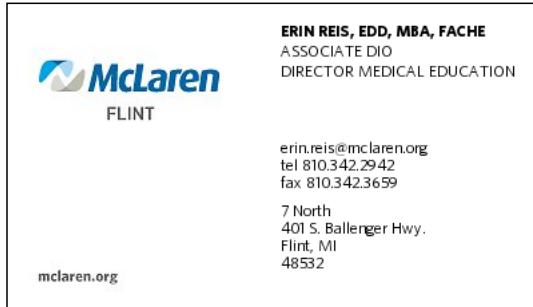 McLaren
FLINT
mclaren.org
ERIN REIS, EDD, MBA, FACHE
ASSOCIATE DIO
DIRECTOR MEDICAL EDUCATION
erin.reis@mclaren.org
tel 810.342.2942
fax 810.342.3659
7 North
401 S. Ballenger Hwy.
Flint, MI
48532